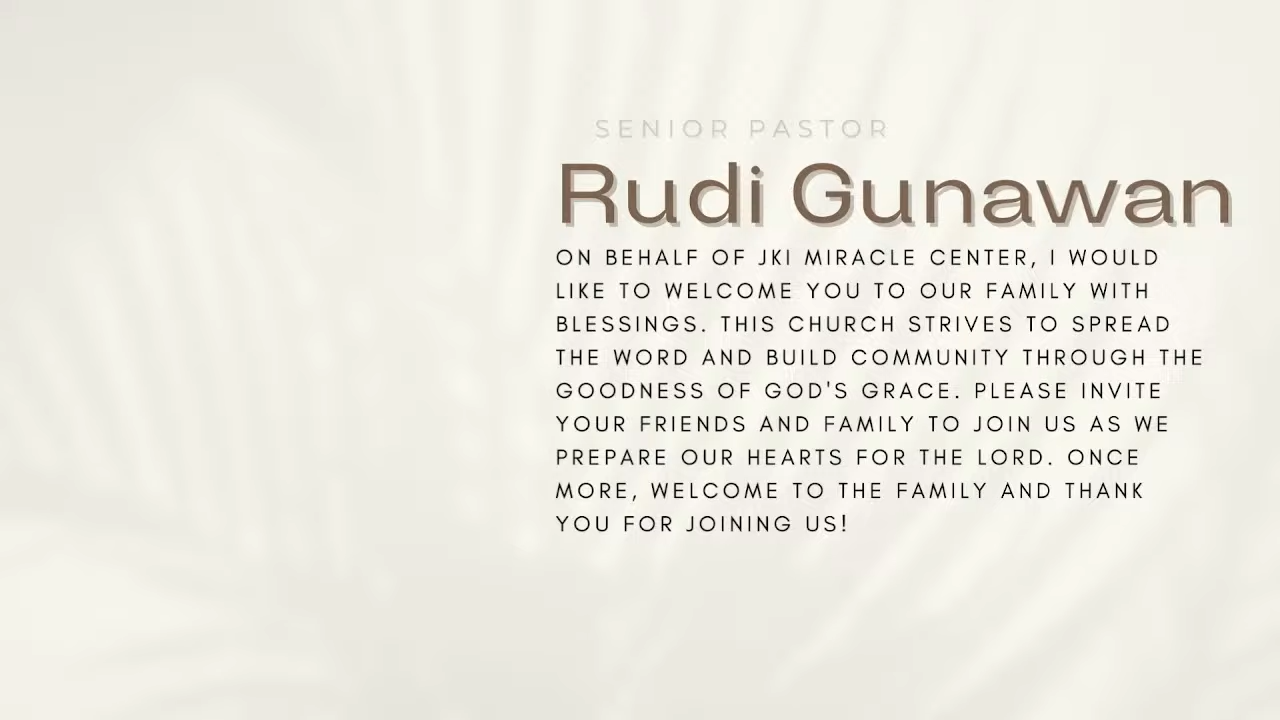 SENIOR PASTOR
Rudi Gunawan
ON BEHALF OF JKI MIRACLE CENTER, I WOULD
LIKE TO WELCOME YOU TO OUR FAMILY WITH
BLESSINGS. THIS CHURCH STRIVES TO SPREAD
THE WORD AND BUILD COMMUNITY THROUGH THE
GOODNESS OF GOD'S GRACE. PLEASE INVITE
YOUR FRIENDS AND FAMILY TO JOIN US AS WE
PREPARE OUR HEARTS FOR THE LORD. ONCE
MORE, WELCOME TO THE FAMILY AND THANK
YOU FOR JOINING US!